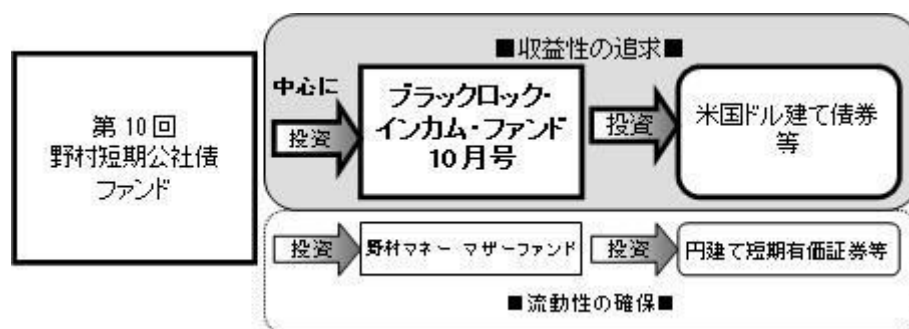 ■収益性の追求■
第10回
野村短期公社債
ファンド
中心に
投資
ブラックロック・
インカム・ファンド
10月号
投資
米国ドル建て債券
等
投資
野村マネー マザーファンド
投資
円建て短期有価証券等
■流動性の確保■